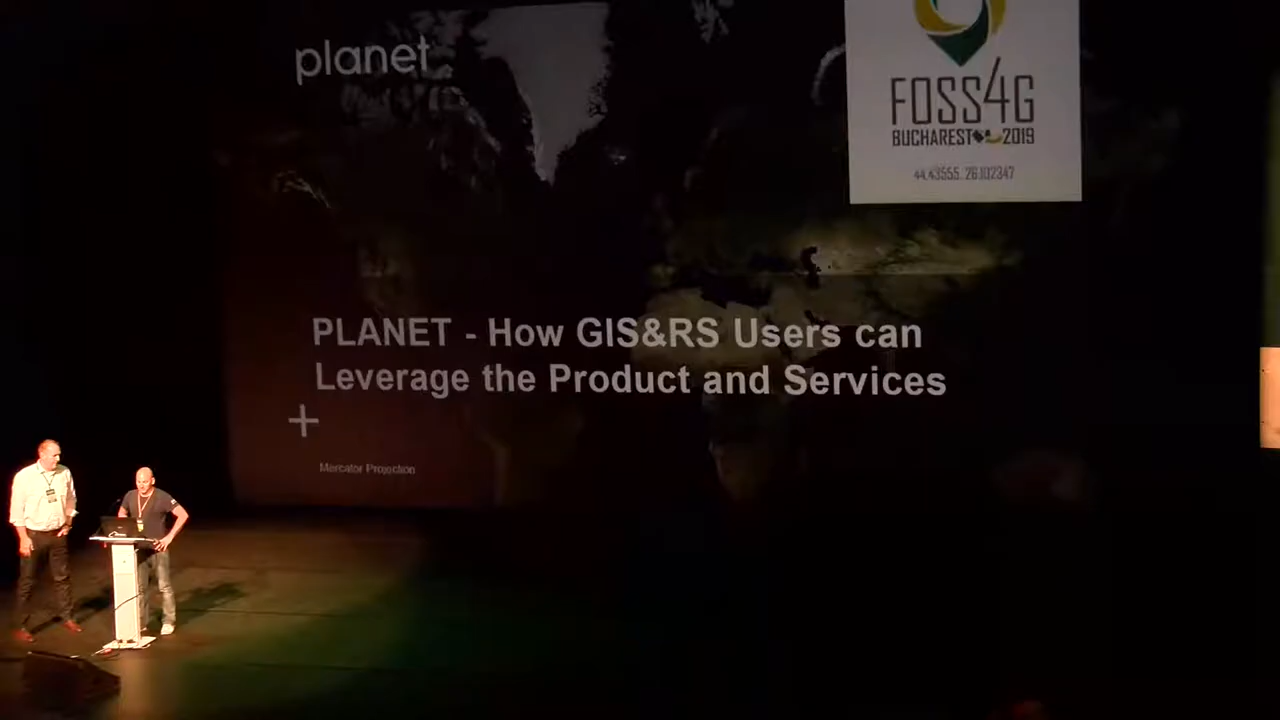 planet
FOSS4G
BUCHAREST 2019
44.43555, 26.102347
PLANET - How GIS&RS Users can
Leverage the Product and Services
Mercator Projection